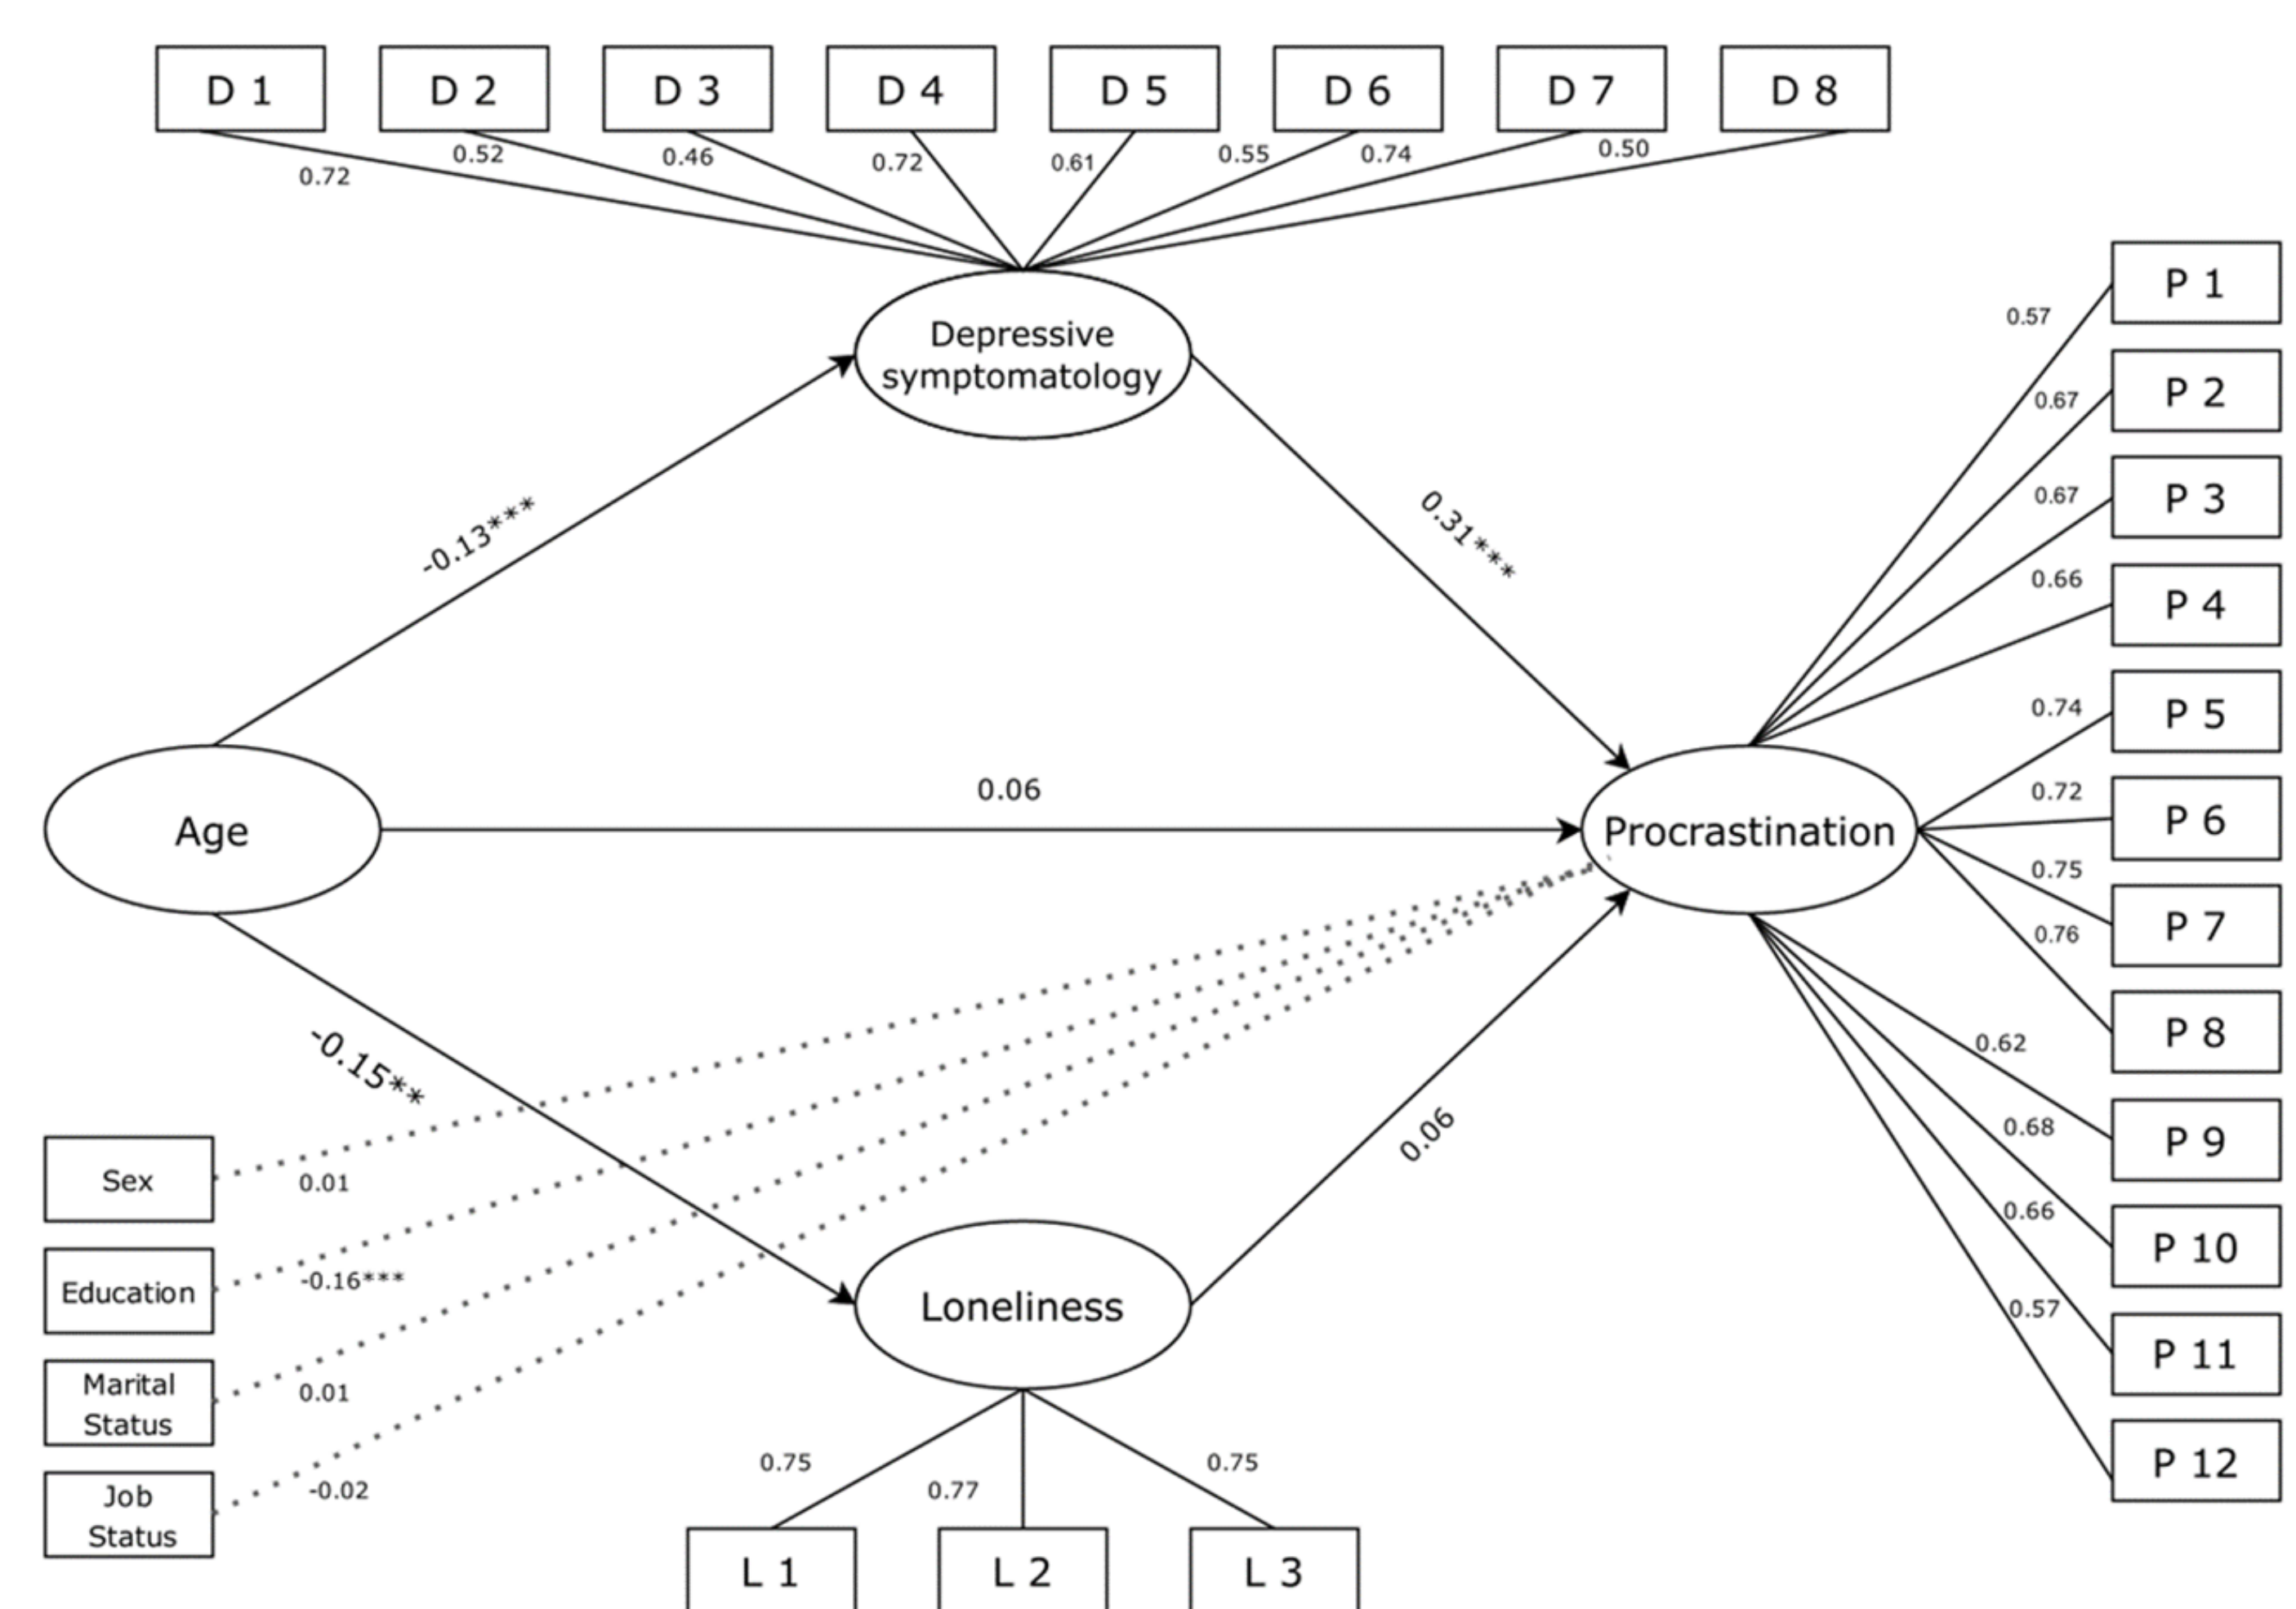 D 1
D 2
D 3
D 4
D 5
D 6
D 7
D 8
0.72
0.52
0.46
0.72
0.61
0.55
0.74
0.50
Depressive
symptomatology
-0.13***
0.31***
Age
0.06
Procrastination
-0.15**
0.06
Loneliness
0.75
0.77
0.75
L 1
L 2
L 3
Sex
0.01
Education
-0.16***
Marital
Status
0.01
Job
Status
-0.02
0.57
P 1
0.67
P 2
0.67
P 3
0.66
P 4
0.74
P 5
0.72
P 6
0.75
P 7
0.76
P 8
0.62
P 9
0.68
P 10
0.66
P 11
0.57
P 12